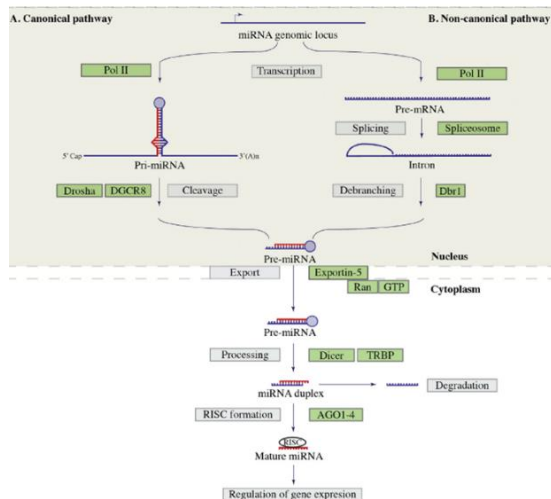 A. Canonical pathway
B. Non-canonical pathway
miRNA genomic locus
Pol II
Transcription
Pol II
Pre-mRNA
Splicing
Spliceosome
5' Cap
3'(A)n
Pri-miRNA
Intron
Drosha
DGCR8
Cleavage
Debranching
Dbr1
Pre-miRNA
Nucleus
Export
Exportin-5
Ran
GTP
Cytoplasm
Pre-miRNA
Processing
Dicer
TRBP
miRNA duplex
Degradation
RISC formation
AGO1-4
RISC
Mature miRNA
Regulation of gene expresion